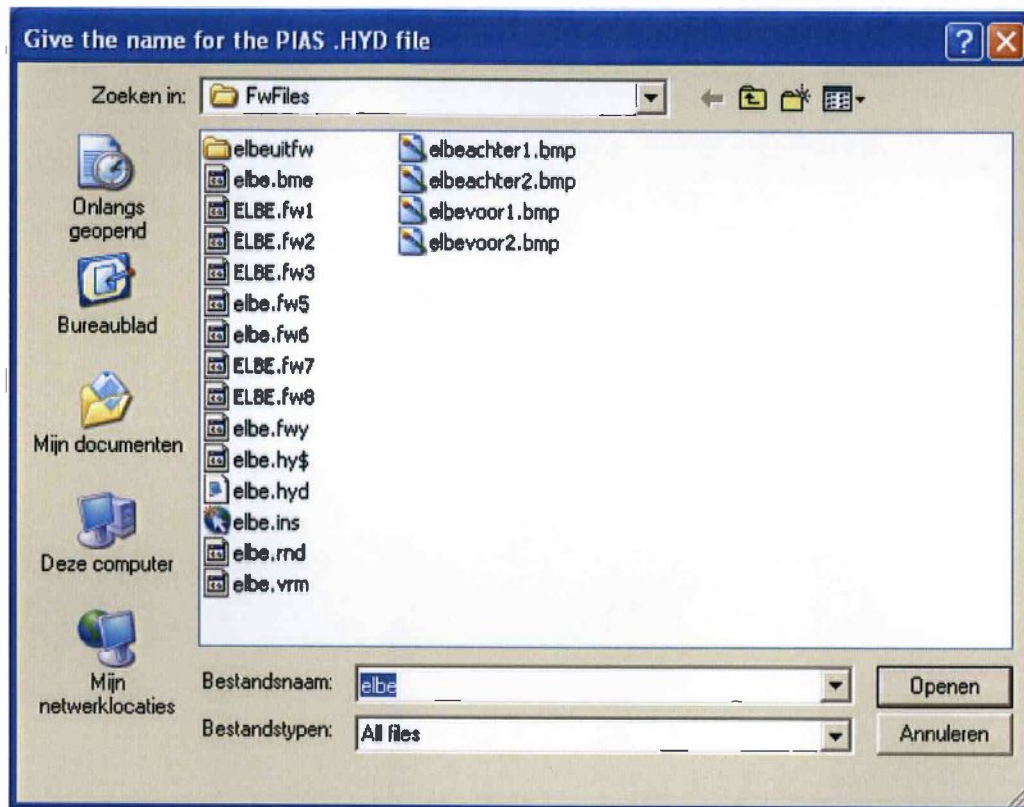 Give the name for the PIAS .HYD file
Zoeken in:
FwFiles
Onlangs
geopend
Bureaublad
Mijn documenten
Deze computer
Mijn
netwerklocaties
elbeuitfw
elbe.bme
ELBE.fw1
ELBE.fw2
ELBE.fw3
elbe.fw5
elbe.fw6
ELBE.fw7
ELBE.fw8
elbe.fwy
elbe.hy$
elbe.hyd
elbe.ins
elbe.rnd
elbe.vrm
elbeachter1.bmp
elbeachter2.bmp
elbevoor1.bmp
elbevoor2.bmp
Bestandsnaam:
elbe
Openen
Bestandstypen:
All files
Annuleren